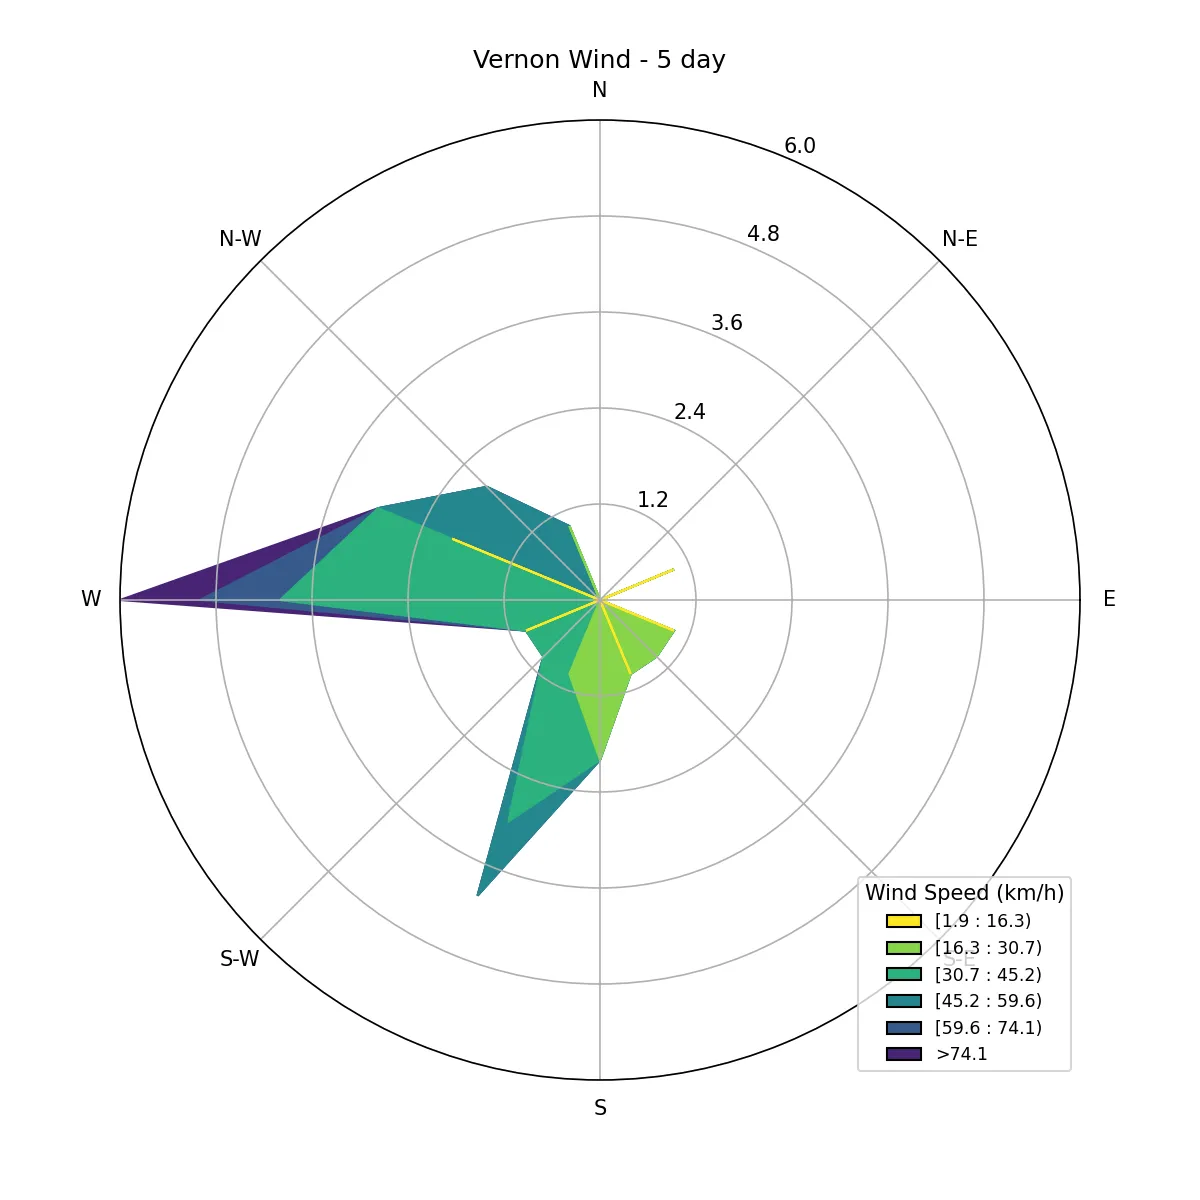 Vernon Wind - 5 day
N
6.0
4.8
N-W
N-E
3.6
2.4
1.2
W
E
S-W
S-E
Wind Speed (km/h)
[1.9 : 16.3)
[16.3 : 30.7)
[30.7 : 45.2)
[45.2 : 59.6)
[59.6 : 74.1)
>74.1
S